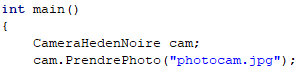 int main()
{
    CameraHedenNoire cam;
    cam.PrendrePhoto("photocam.jpg");